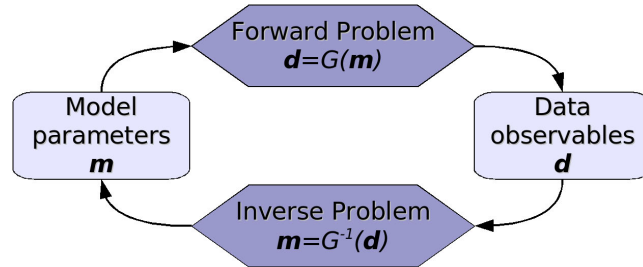 Forward Problem
d=G(m)
Model
parameters
m
Data
observables
d
Inverse Problem
m=G⁻¹(d)